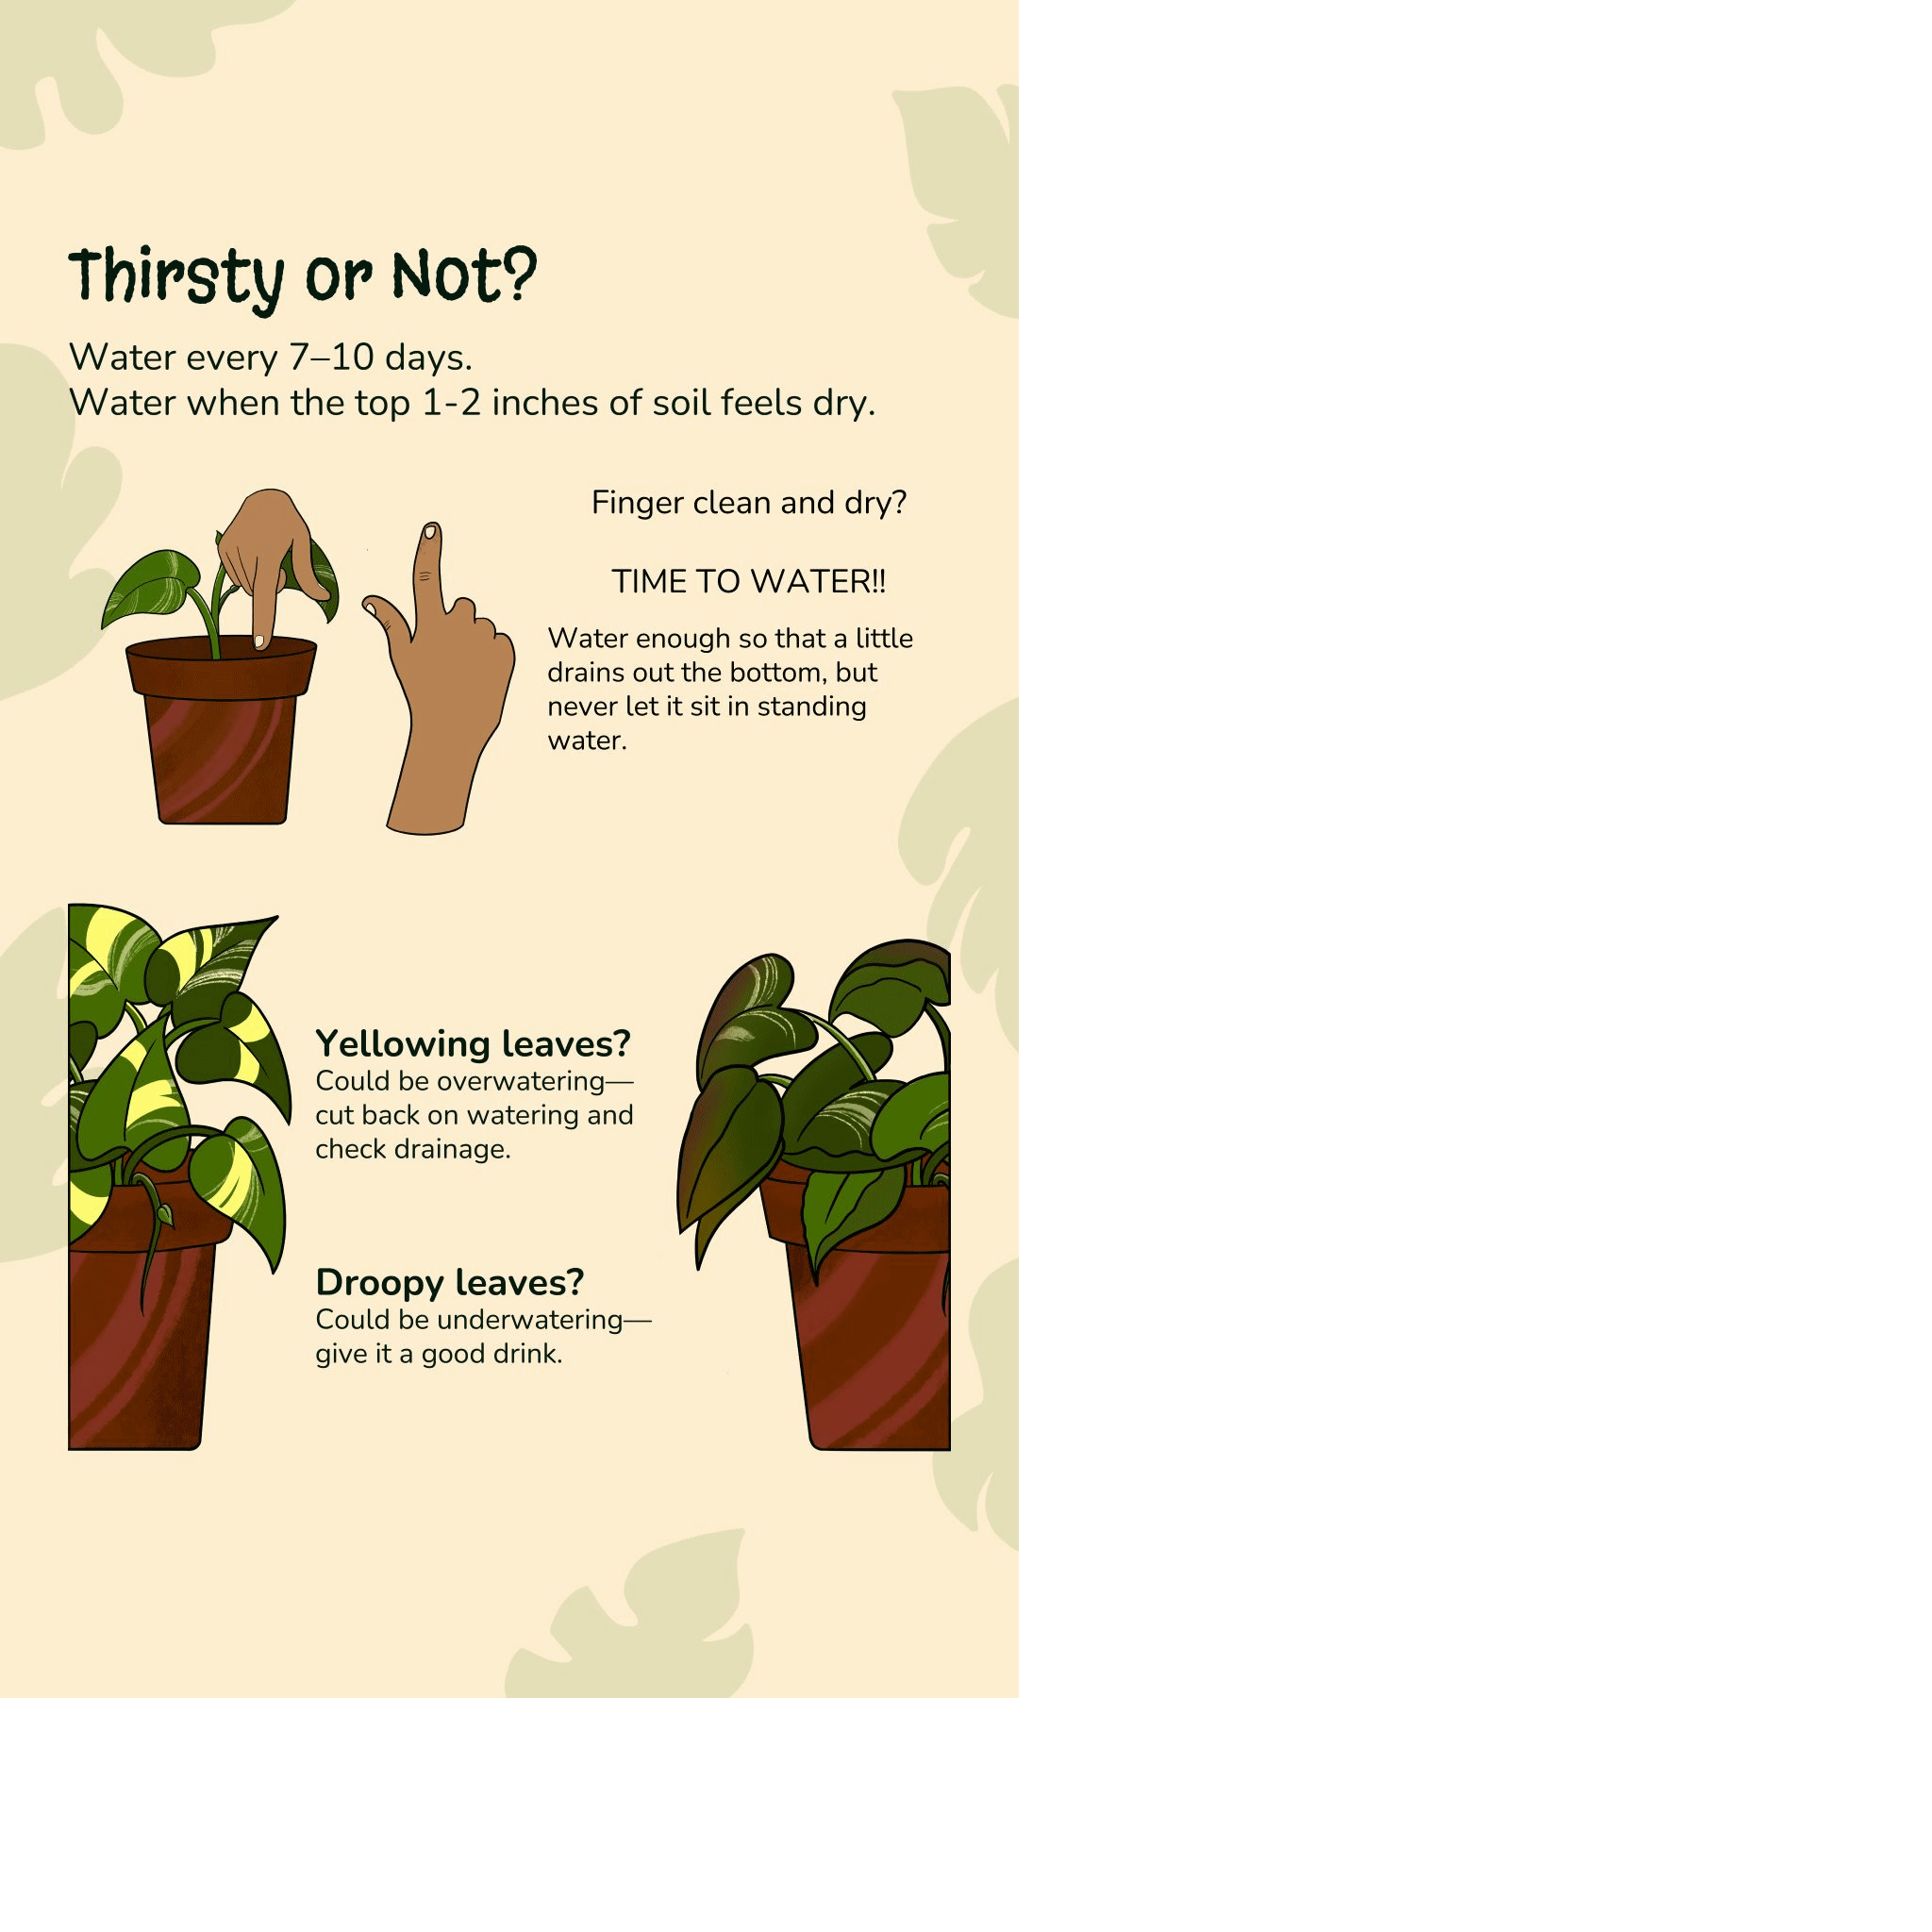 Thirsty or Not?
Water every 7–10 days.
Water when the top 1-2 inches of soil feels dry.
Finger clean and dry?
TIME TO WATER!!
Water enough so that a little
drains out the bottom, but
never let it sit in standing
water.
Yellowing leaves?
Could be overwatering—
cut back on watering and
check drainage.
Droopy leaves?
Could be underwatering—
give it a good drink.